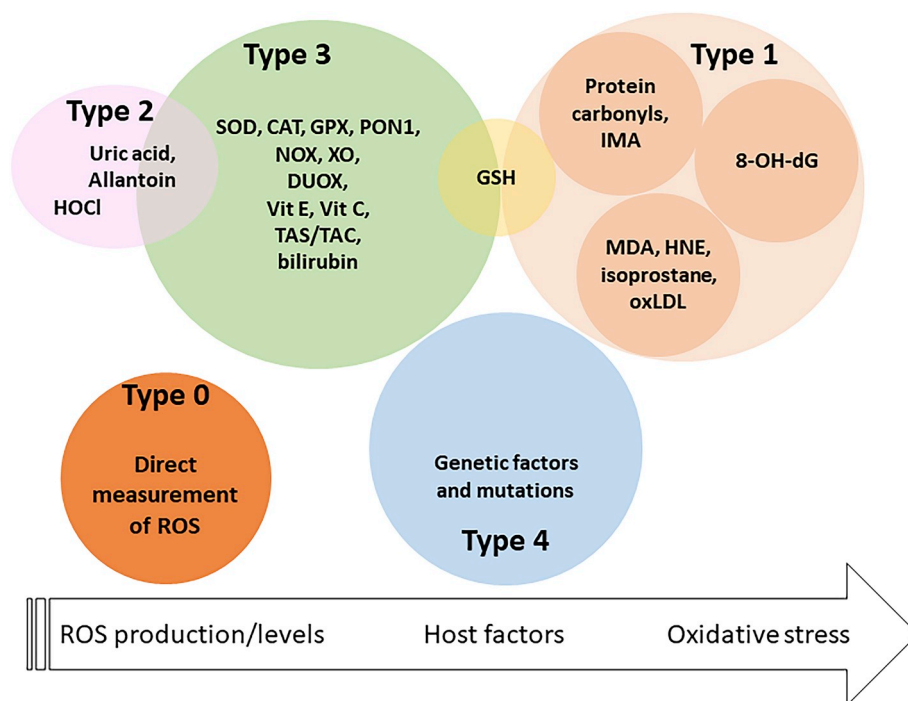 Type 3
Type 1
Type 2
Uric acid,
Allantoin
HOCl
SOD, CAT, GPX, PON1,
NOX, XO,
DUOX,
Vit E, Vit C,
TAS/TAC,
bilirubin
GSH
Protein
carbonyls,
IMA
8-OH-dG
MDA, HNE,
isoprostane,
oxLDL
Type 0
Direct
measurement
of ROS
Genetic factors
and mutations
Type 4
ROS production/levels
Host factors
Oxidative stress